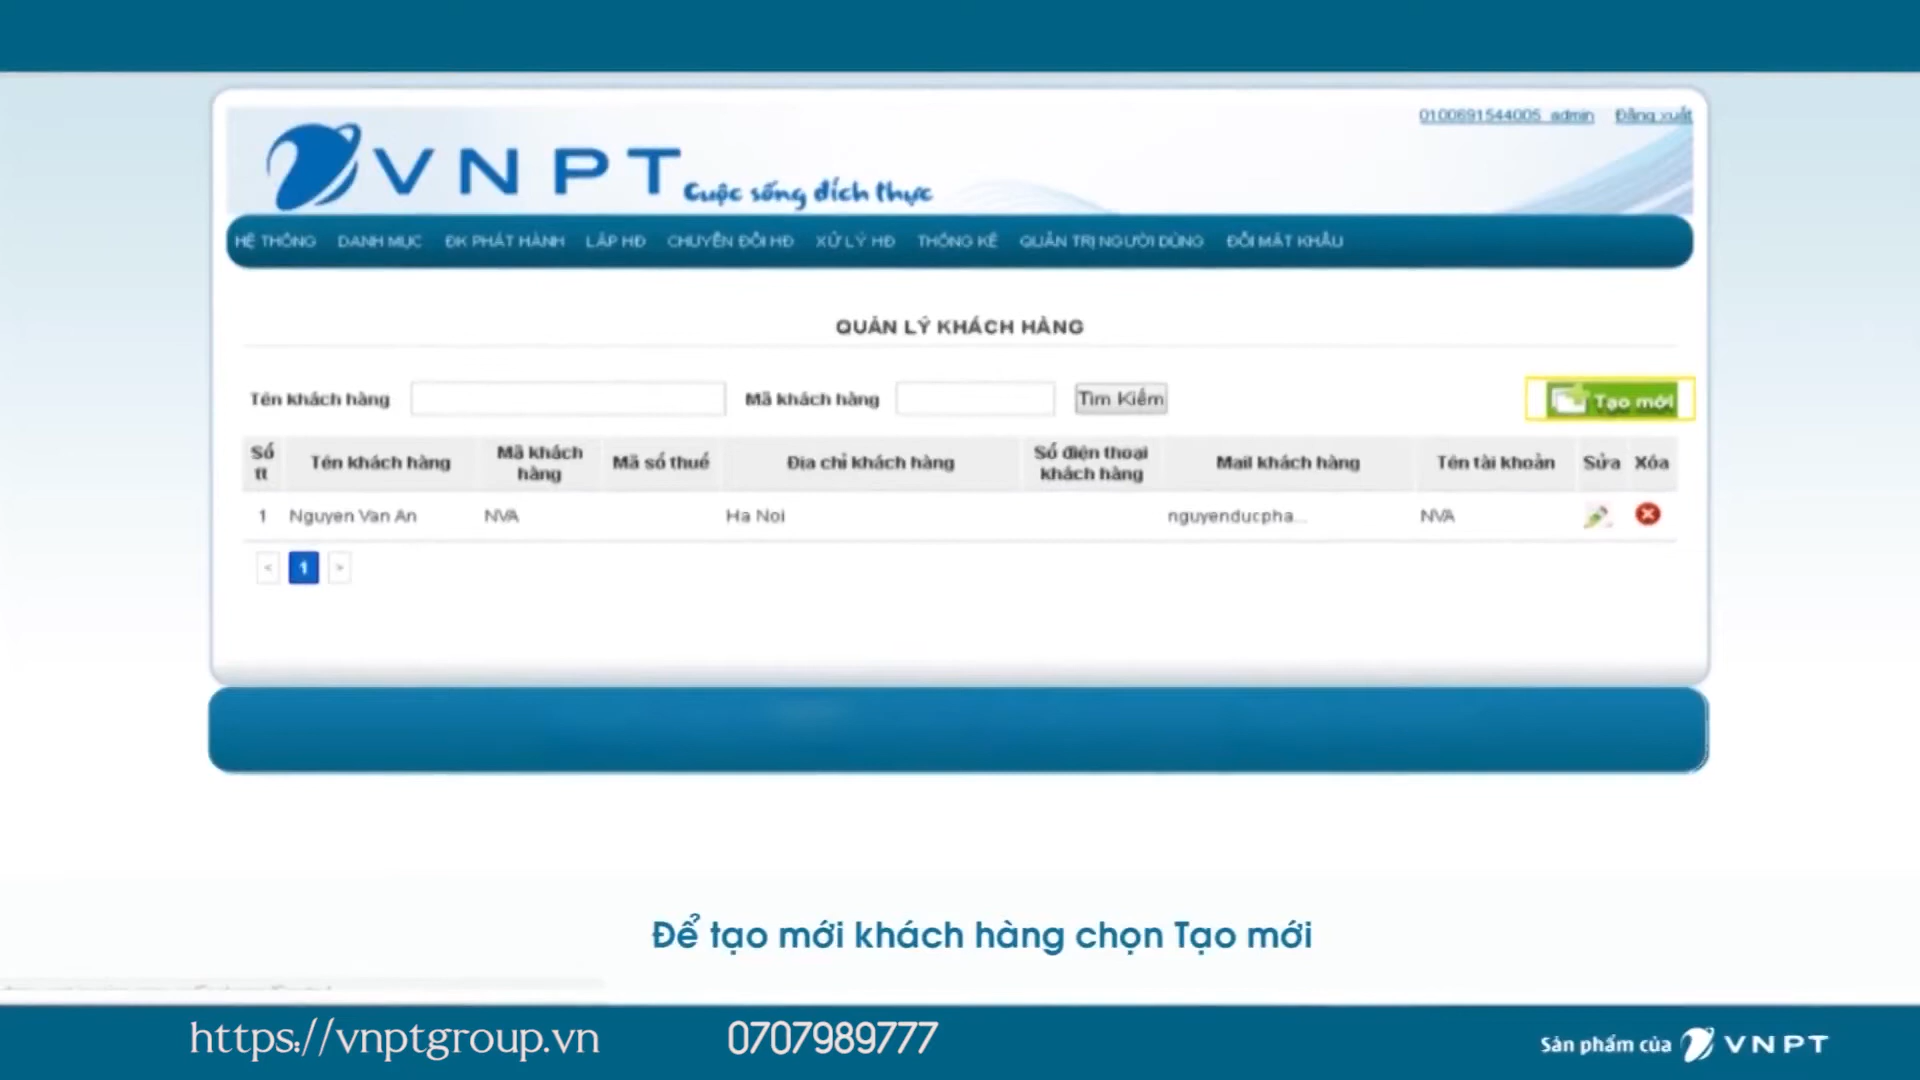 0100691544005_admin Đăng xuất
VNPT Cuộc sống đích thực
HỆ THỐNG DANH MỤC ĐK PHÁT HÀNH LẬP HĐ CHUYỂN ĐỔI HĐ XỬ LÝ HĐ THỐNG KÊ QUẢN TRỊ NGƯỜI DÙNG ĐỔI MẬT KHẨU
QUẢN LÝ KHÁCH HÀNG
Tên khách hàng Mã khách hàng Tìm Kiếm Tạo mới
Số tt Tên khách hàng Mã khách hàng Mã số thuế Địa chỉ khách hàng Số điện thoại khách hàng Mail khách hàng Tên tài khoản Sửa Xóa
1 Nguyen Van An NVA Ha Noi nguyenducpha... NVA
< 1 >
Để tạo mới khách hàng chọn Tạo mới
https://vnptgroup.vn 0707989777 Sản phẩm của VNPT